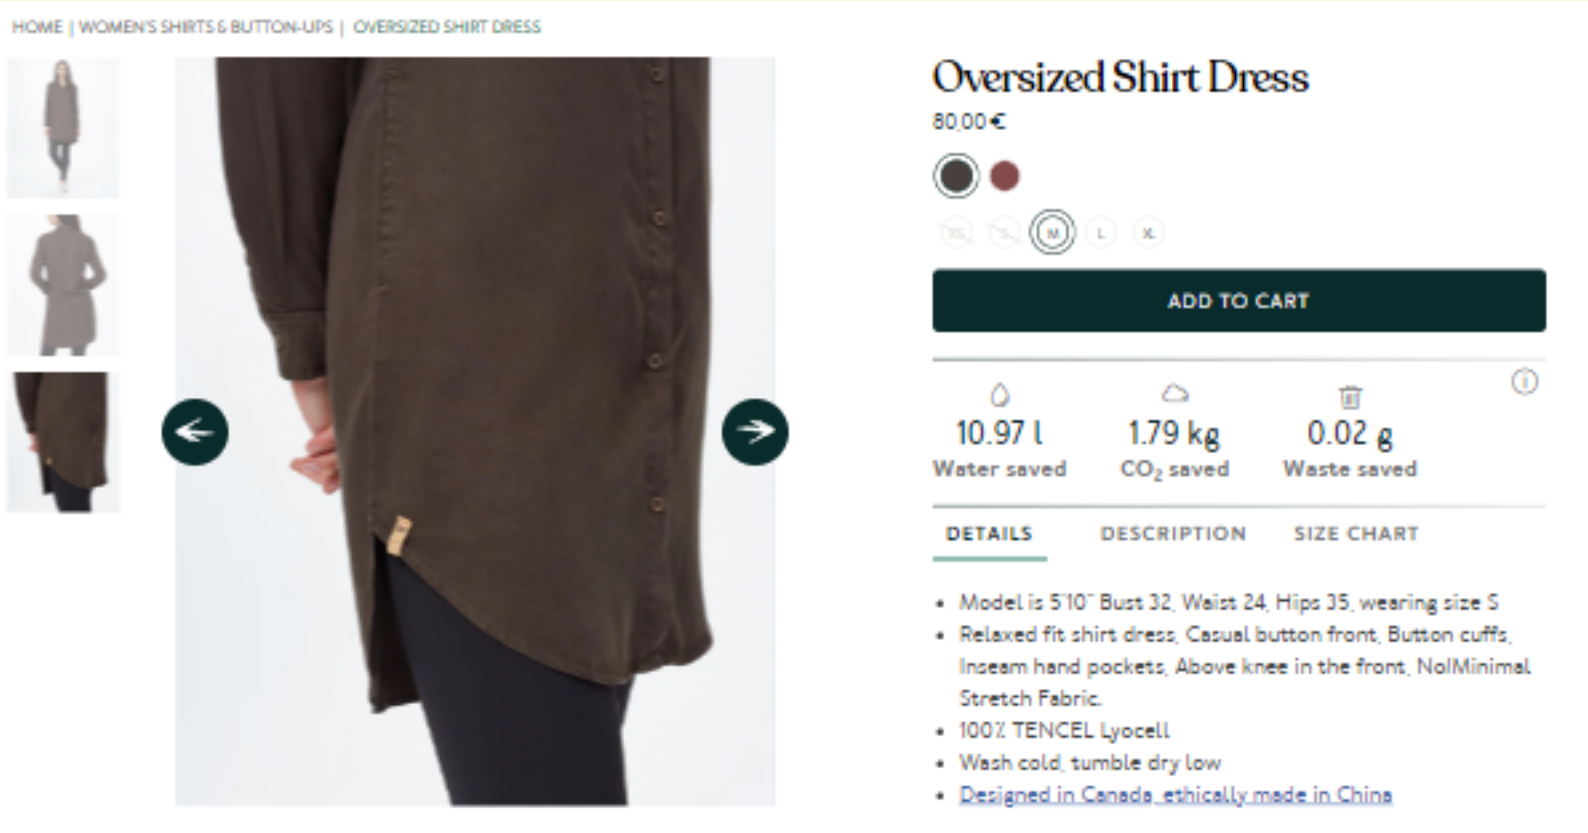 HOME | WOMEN'S SHIRTS & BUTTON-UPS | OVERSIZED SHIRT DRESS
Oversized Shirt Dress
80,00 €
XS S M L XL
ADD TO CART
10.97 l 1.79 kg 0.02 g
Water saved CO₂ saved Waste saved
DETAILS DESCRIPTION SIZE CHART
• Model is 5'10" Bust 32, Waist 24, Hips 35, wearing size S
• Relaxed fit shirt dress, Casual button front, Button cuffs,
Inseam hand pockets, Above knee in the front, No|Minimal
Stretch Fabric.
• 100% TENCEL Lyocell
• Wash cold, tumble dry low
• Designed in Canada, ethically made in China